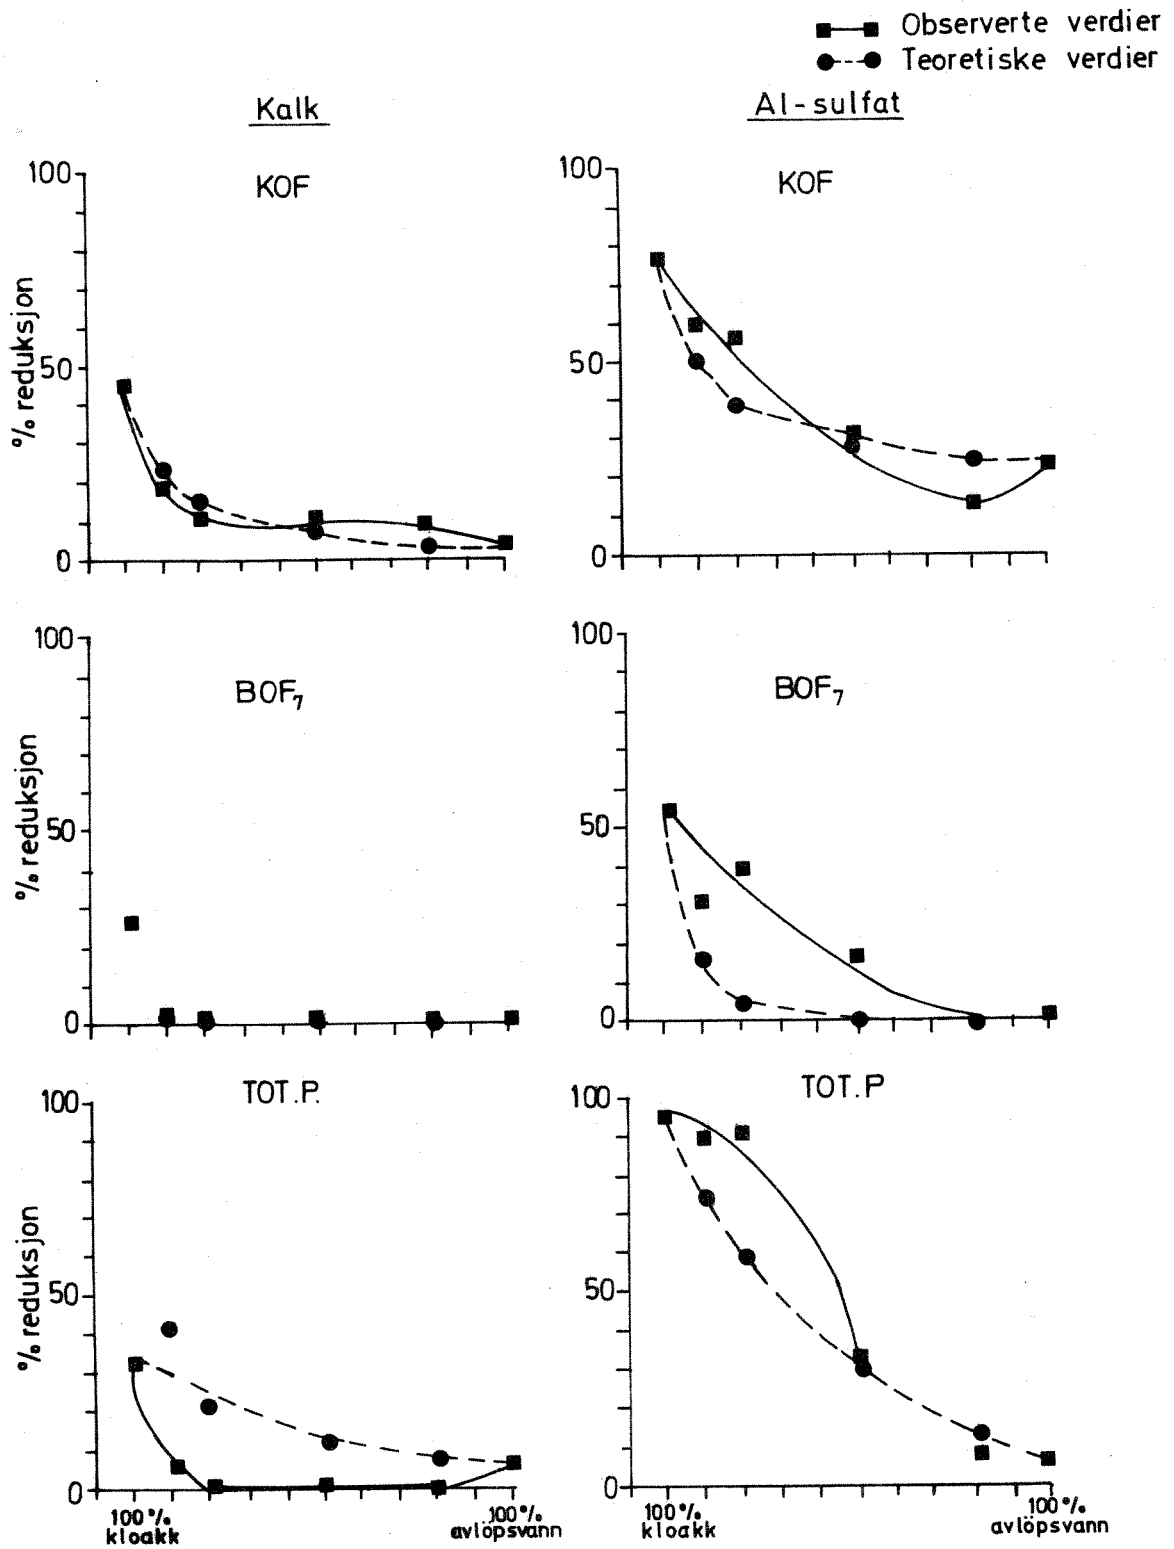 Observerte verdier
Teoretiske verdier
Kalk
Al-sulfat
KOF
100
50
0
% reduksjon
KOF
100
50
0
BOF₇
100
50
0
% reduksjon
BOF₇
100
50
0
TOT.P.
100
50
0
% reduksjon
100%
kloakk
100%
avlöpsvann
TOT.P
100
50
0
100%
kloakk
100%
avlöpsvann